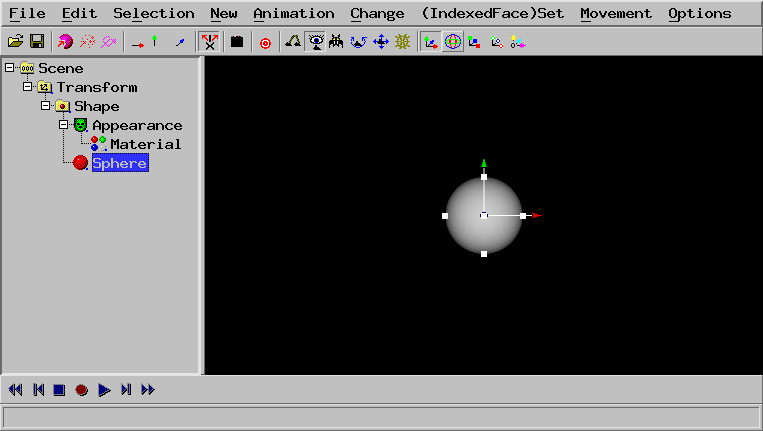 File Edit Selection New Animation Change (IndexedFace)Set Movement Options
Scene
Transform
Shape
Appearance
Material
Sphere